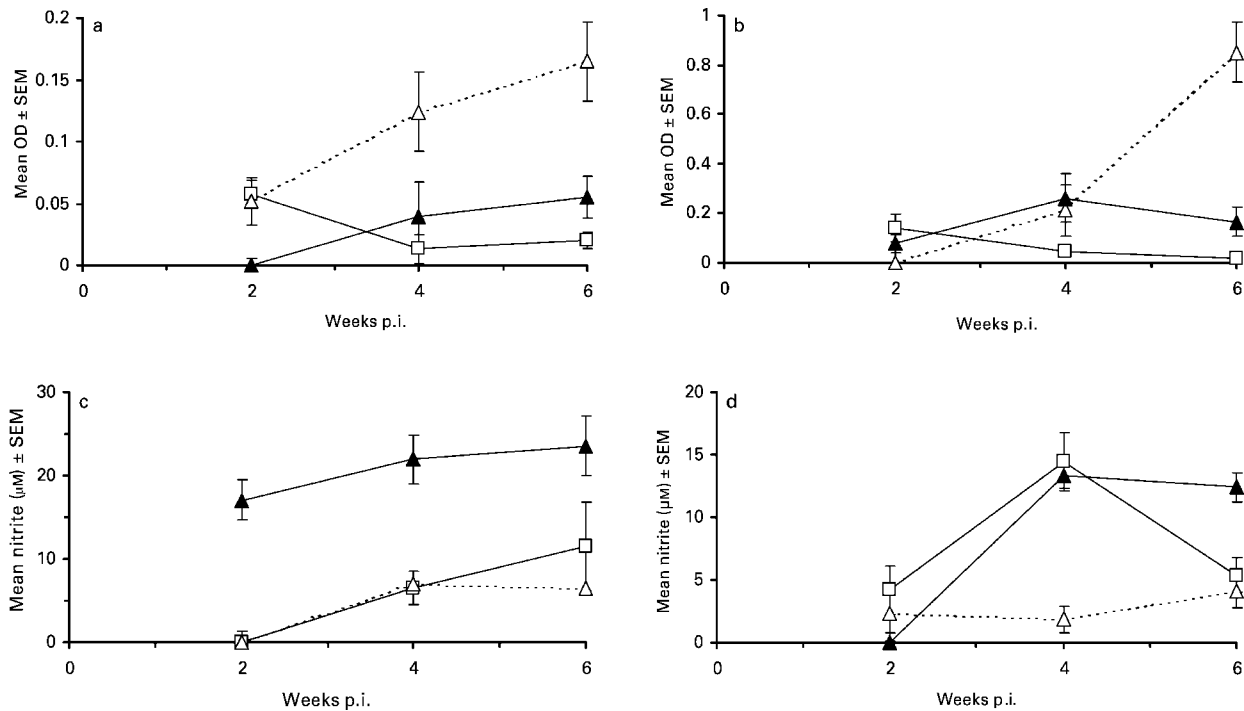 a
0.2
0.15
0.1
0.05
0
Mean OD ± SEM
0 2 4 6
Weeks p.i.
b
1
0.8
0.6
0.4
0.2
0
Mean OD ± SEM
0 2 4 6
Weeks p.i.
c
30
20
10
0
Mean nitrite (µM) ± SEM
0 2 4 6
Weeks p.i.
d
20
15
10
5
0
Mean nitrite (µM) ± SEM
0 2 4 6
Weeks p.i.